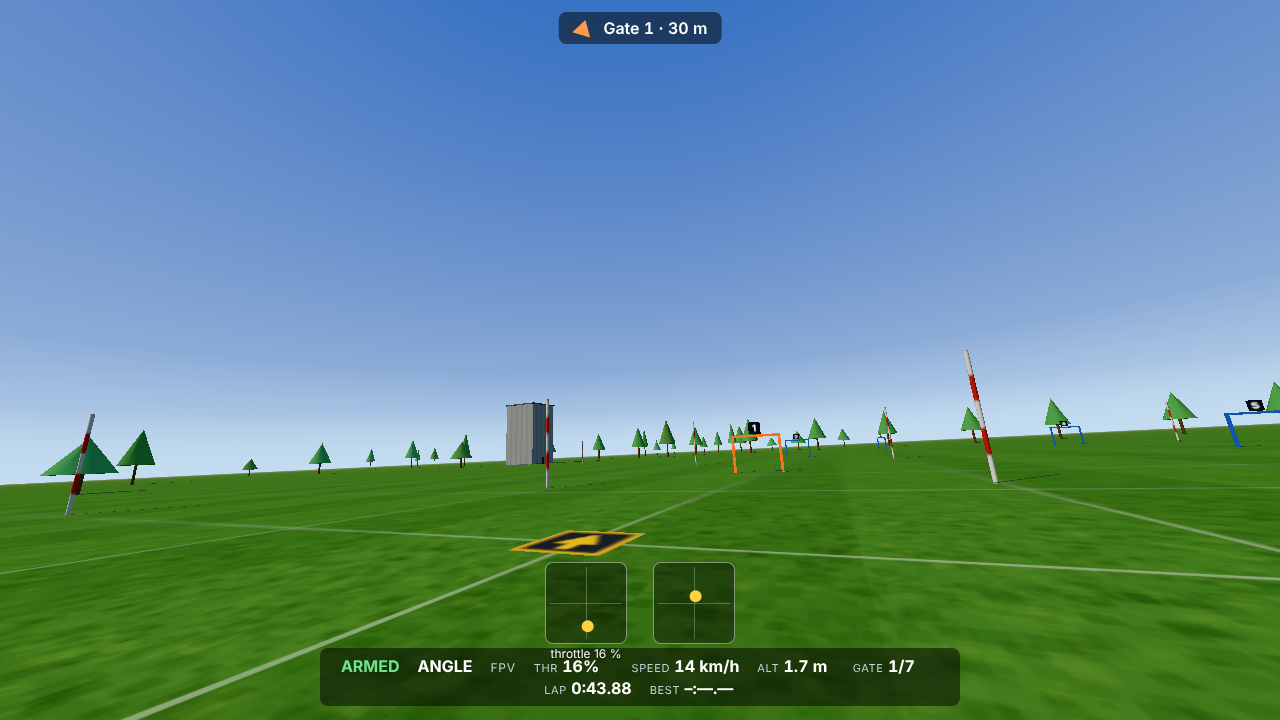 Gate 1 · 30 m
1
throttle 16 %
ARMED ANGLE FPV THR 16% SPEED 14 km/h ALT 1.7 m GATE 1/7
LAP 0:43.88 BEST –:––.––